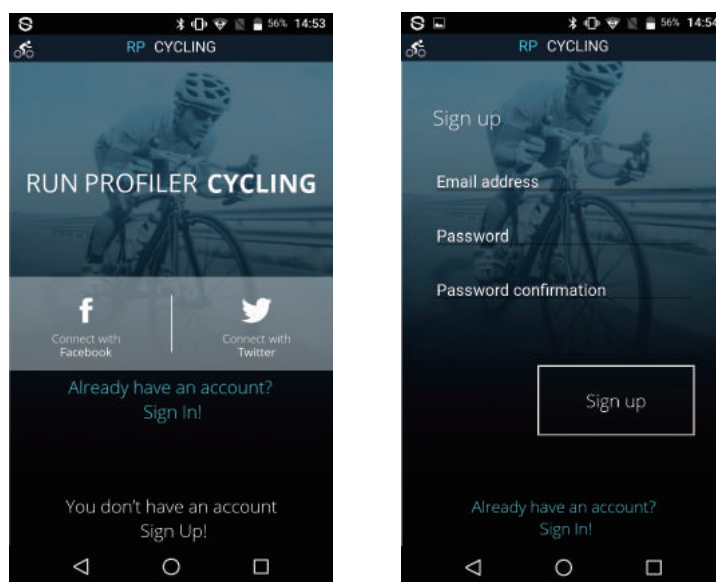 56% 14:53
RP CYCLING
RUN PROFILER CYCLING
Connect with
Facebook
Connect with
Twitter
Already have an account?
Sign In!
You don't have an account
Sign Up!
56% 14:54
RP CYCLING
Sign up
Email address
Password
Password confirmation
Sign up
Already have an account?
Sign In!